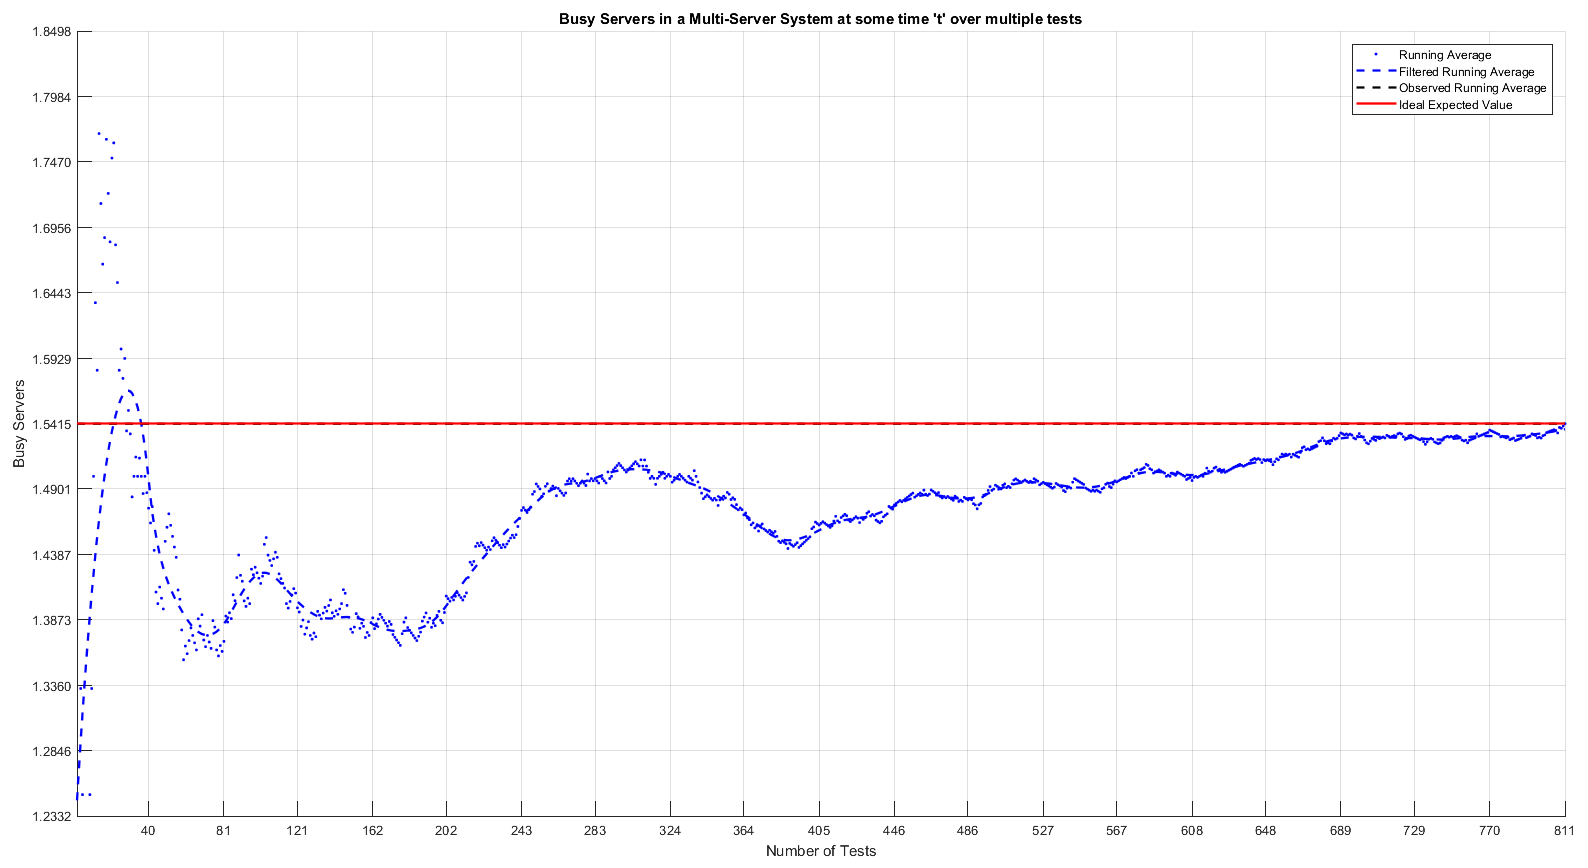 Busy Servers in a Multi-Server System at some time 't' over multiple tests
Running Average
Filtered Running Average
Observed Running Average
Ideal Expected Value
Busy Servers
1.8498
1.7984
1.7470
1.6956
1.6443
1.5929
1.5415
1.4901
1.4387
1.3873
1.3360
1.2846
1.2332
40 81 121 162 202 243 283 324 364 405 446 486 527 567 608 648 689 729 770 811
Number of Tests